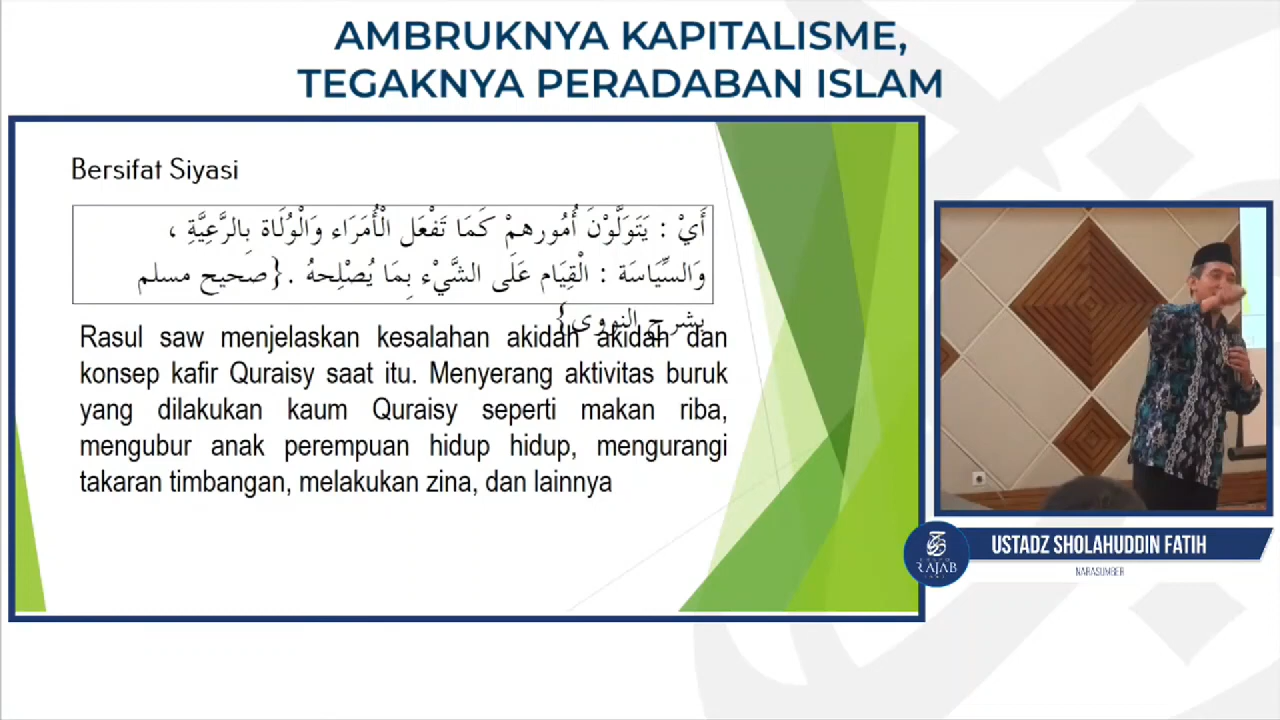 AMBRUKNYA KAPITALISME,
TEGAKNYA PERADABAN ISLAM
Bersifat Siyasi
أَيْ : يَتَوَلَّوْنَ أُمُورهمْ كَمَا تَفْعَل الْأُمَرَاء وَالْوُلَاة بِالرَّعِيَّةِ ،
وَالسِّيَاسَة : الْقِيَام عَلَى الشَّيْء بِمَا يُصْلِحهُ . {صحيح مسلم
بشرح النووي}
Rasul saw menjelaskan kesalahan akidah akidah dan
konsep kafir Quraisy saat itu. Menyerang aktivitas buruk
yang dilakukan kaum Quraisy seperti makan riba,
mengubur anak perempuan hidup hidup, mengurangi
takaran timbangan, melakukan zina, dan lainnya
USTADZ SHOLAHUDDIN FATIH
NARASUMBER
RAJAB